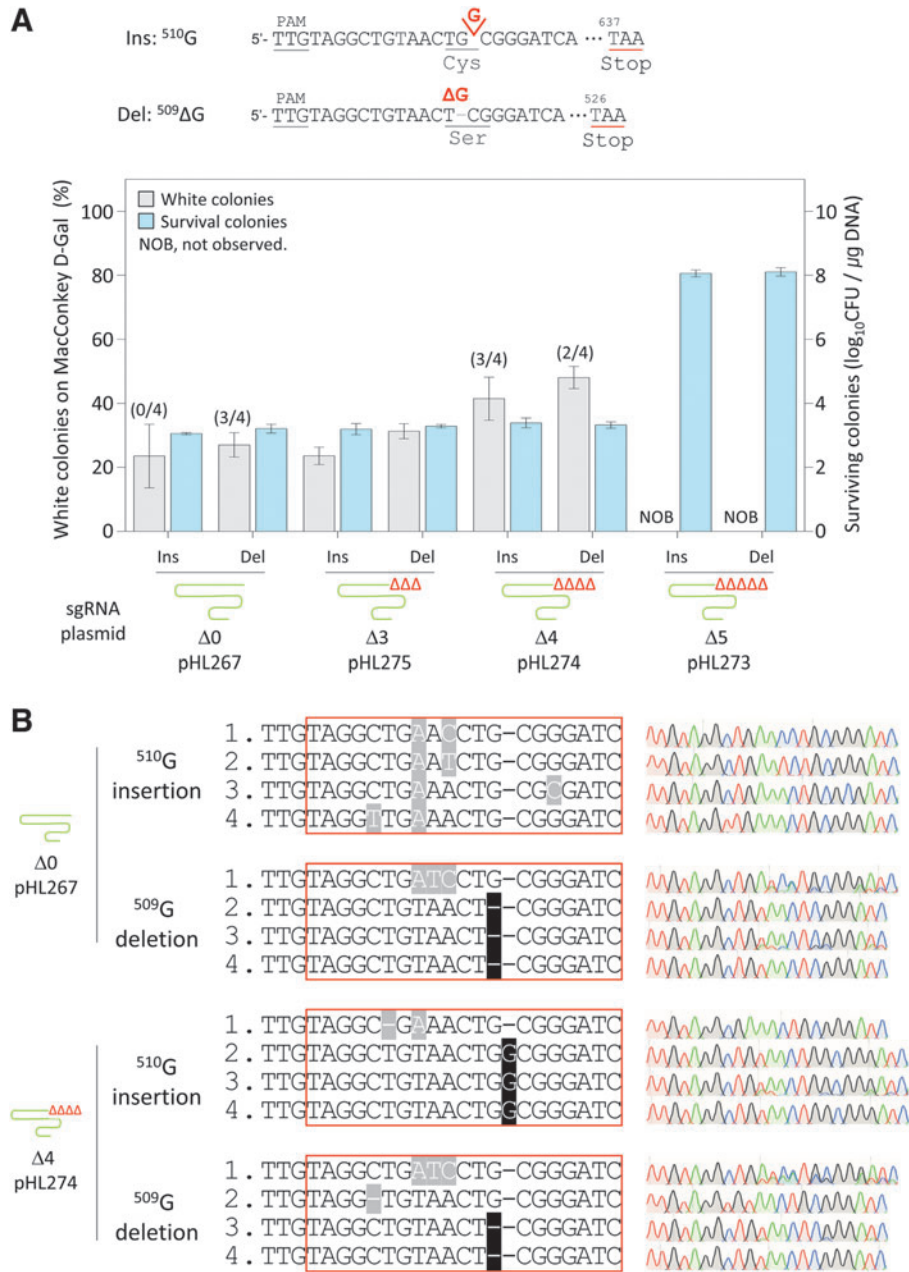 A
Ins: ⁵¹⁰G
G
PAM
637
5'- TTGTAGGCTGTAACTG CGGGATCA ··· TAA
Cys
Stop
Del: ⁵⁰⁹ΔG
ΔG
PAM
526
5'- TTGTAGGCTGTAACT-CGGGATCA ··· TAA
Ser
Stop
White colonies on MacConkey D-Gal (%)
100
80
60
40
20
0
White colonies
Survival colonies
NOB, not observed.
(0/4)
(3/4)
(3/4)
(2/4)
NOB
NOB
10
8
6
4
2
0
Surviving colonies (log₁₀CFU / µg DNA)
Ins Del Ins Del Ins Del Ins Del
ΔΔΔ ΔΔΔΔ ΔΔΔΔΔ
sgRNA plasmid
Δ0 Δ3 Δ4 Δ5
pHL267 pHL275 pHL274 pHL273
B
Δ0
pHL267
⁵¹⁰G
insertion
1.TTGTAGGCTGAACCTG-CGGGATC
2.TTGTAGGCTGAATCTG-CGGGATC
3.TTGTAGGCTGAAACTG-CGCGATC
4.TTGTAGGTTGAAACTG-CGGGATC
⁵⁰⁹G
deletion
1.TTGTAGGCTGATCCTG-CGGGATC
2.TTGTAGGCTGTAACT--CGGGATC
3.TTGTAGGCTGTAACT--CGGGATC
4.TTGTAGGCTGTAACT--CGGGATC
ΔΔΔΔ
Δ4
pHL274
⁵¹⁰G
insertion
1.TTGTAGGC-GAAACTG-CGGGATC
2.TTGTAGGCTGTAACTGGCGGGATC
3.TTGTAGGCTGTAACTGGCGGGATC
4.TTGTAGGCTGTAACTGGCGGGATC
⁵⁰⁹G
deletion
1.TTGTAGGCTGATCCTG-CGGGATC
2.TTGTAGG-TGTAACTG-CGGGATC
3.TTGTAGGCTGTAACT--CGGGATC
4.TTGTAGGCTGTAACT--CGGGATC